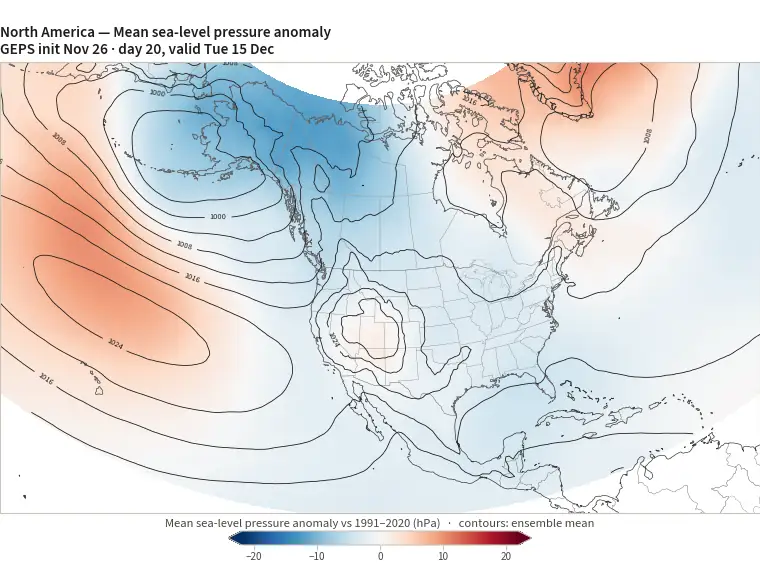 North America — Mean sea-level pressure anomaly
GEPS init Nov 26 · day 20, valid Tue 15 Dec
1008
1000
1016
1008
1008
1000
1008
1016
1024
1024
1016
Mean sea-level pressure anomaly vs 1991–2020 (hPa) · contours: ensemble mean
−20 −10 0 10 20